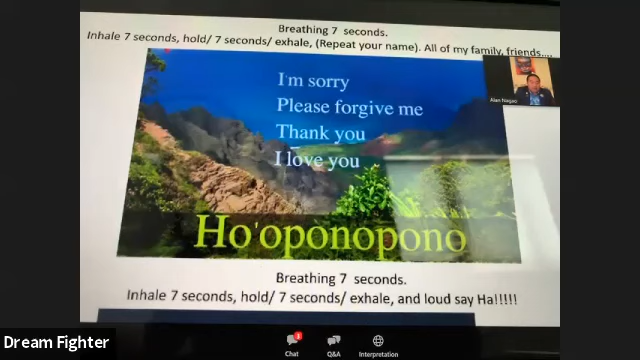 Breathing 7 seconds.
Inhale 7 seconds, hold/ 7 seconds/ exhale, (Repeat your name). All of my family, friends....
Alan Nagao
I'm sorry
Please forgive me
Thank you
I love you
Ho'oponopono
Breathing 7 seconds.
Inhale 7 seconds, hold/ 7 seconds/ exhale, and loud say Ha!!!!!
Dream Fighter
Chat
Q&A
Interpretation